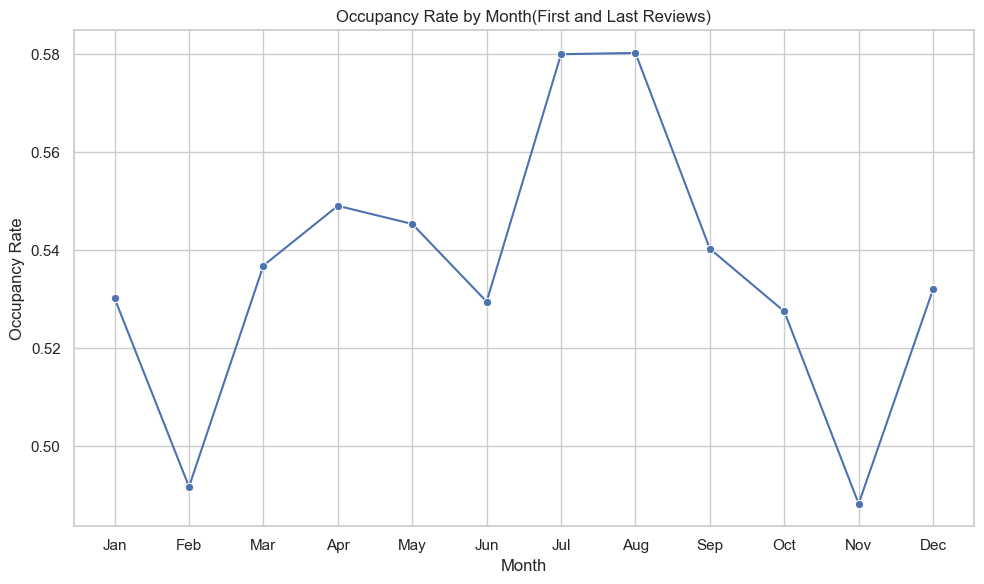 Occupancy Rate by Month(First and Last Reviews)
0.58
0.56
0.54
0.52
0.50
Occupancy Rate
Jan Feb Mar Apr May Jun Jul Aug Sep Oct Nov Dec
Month